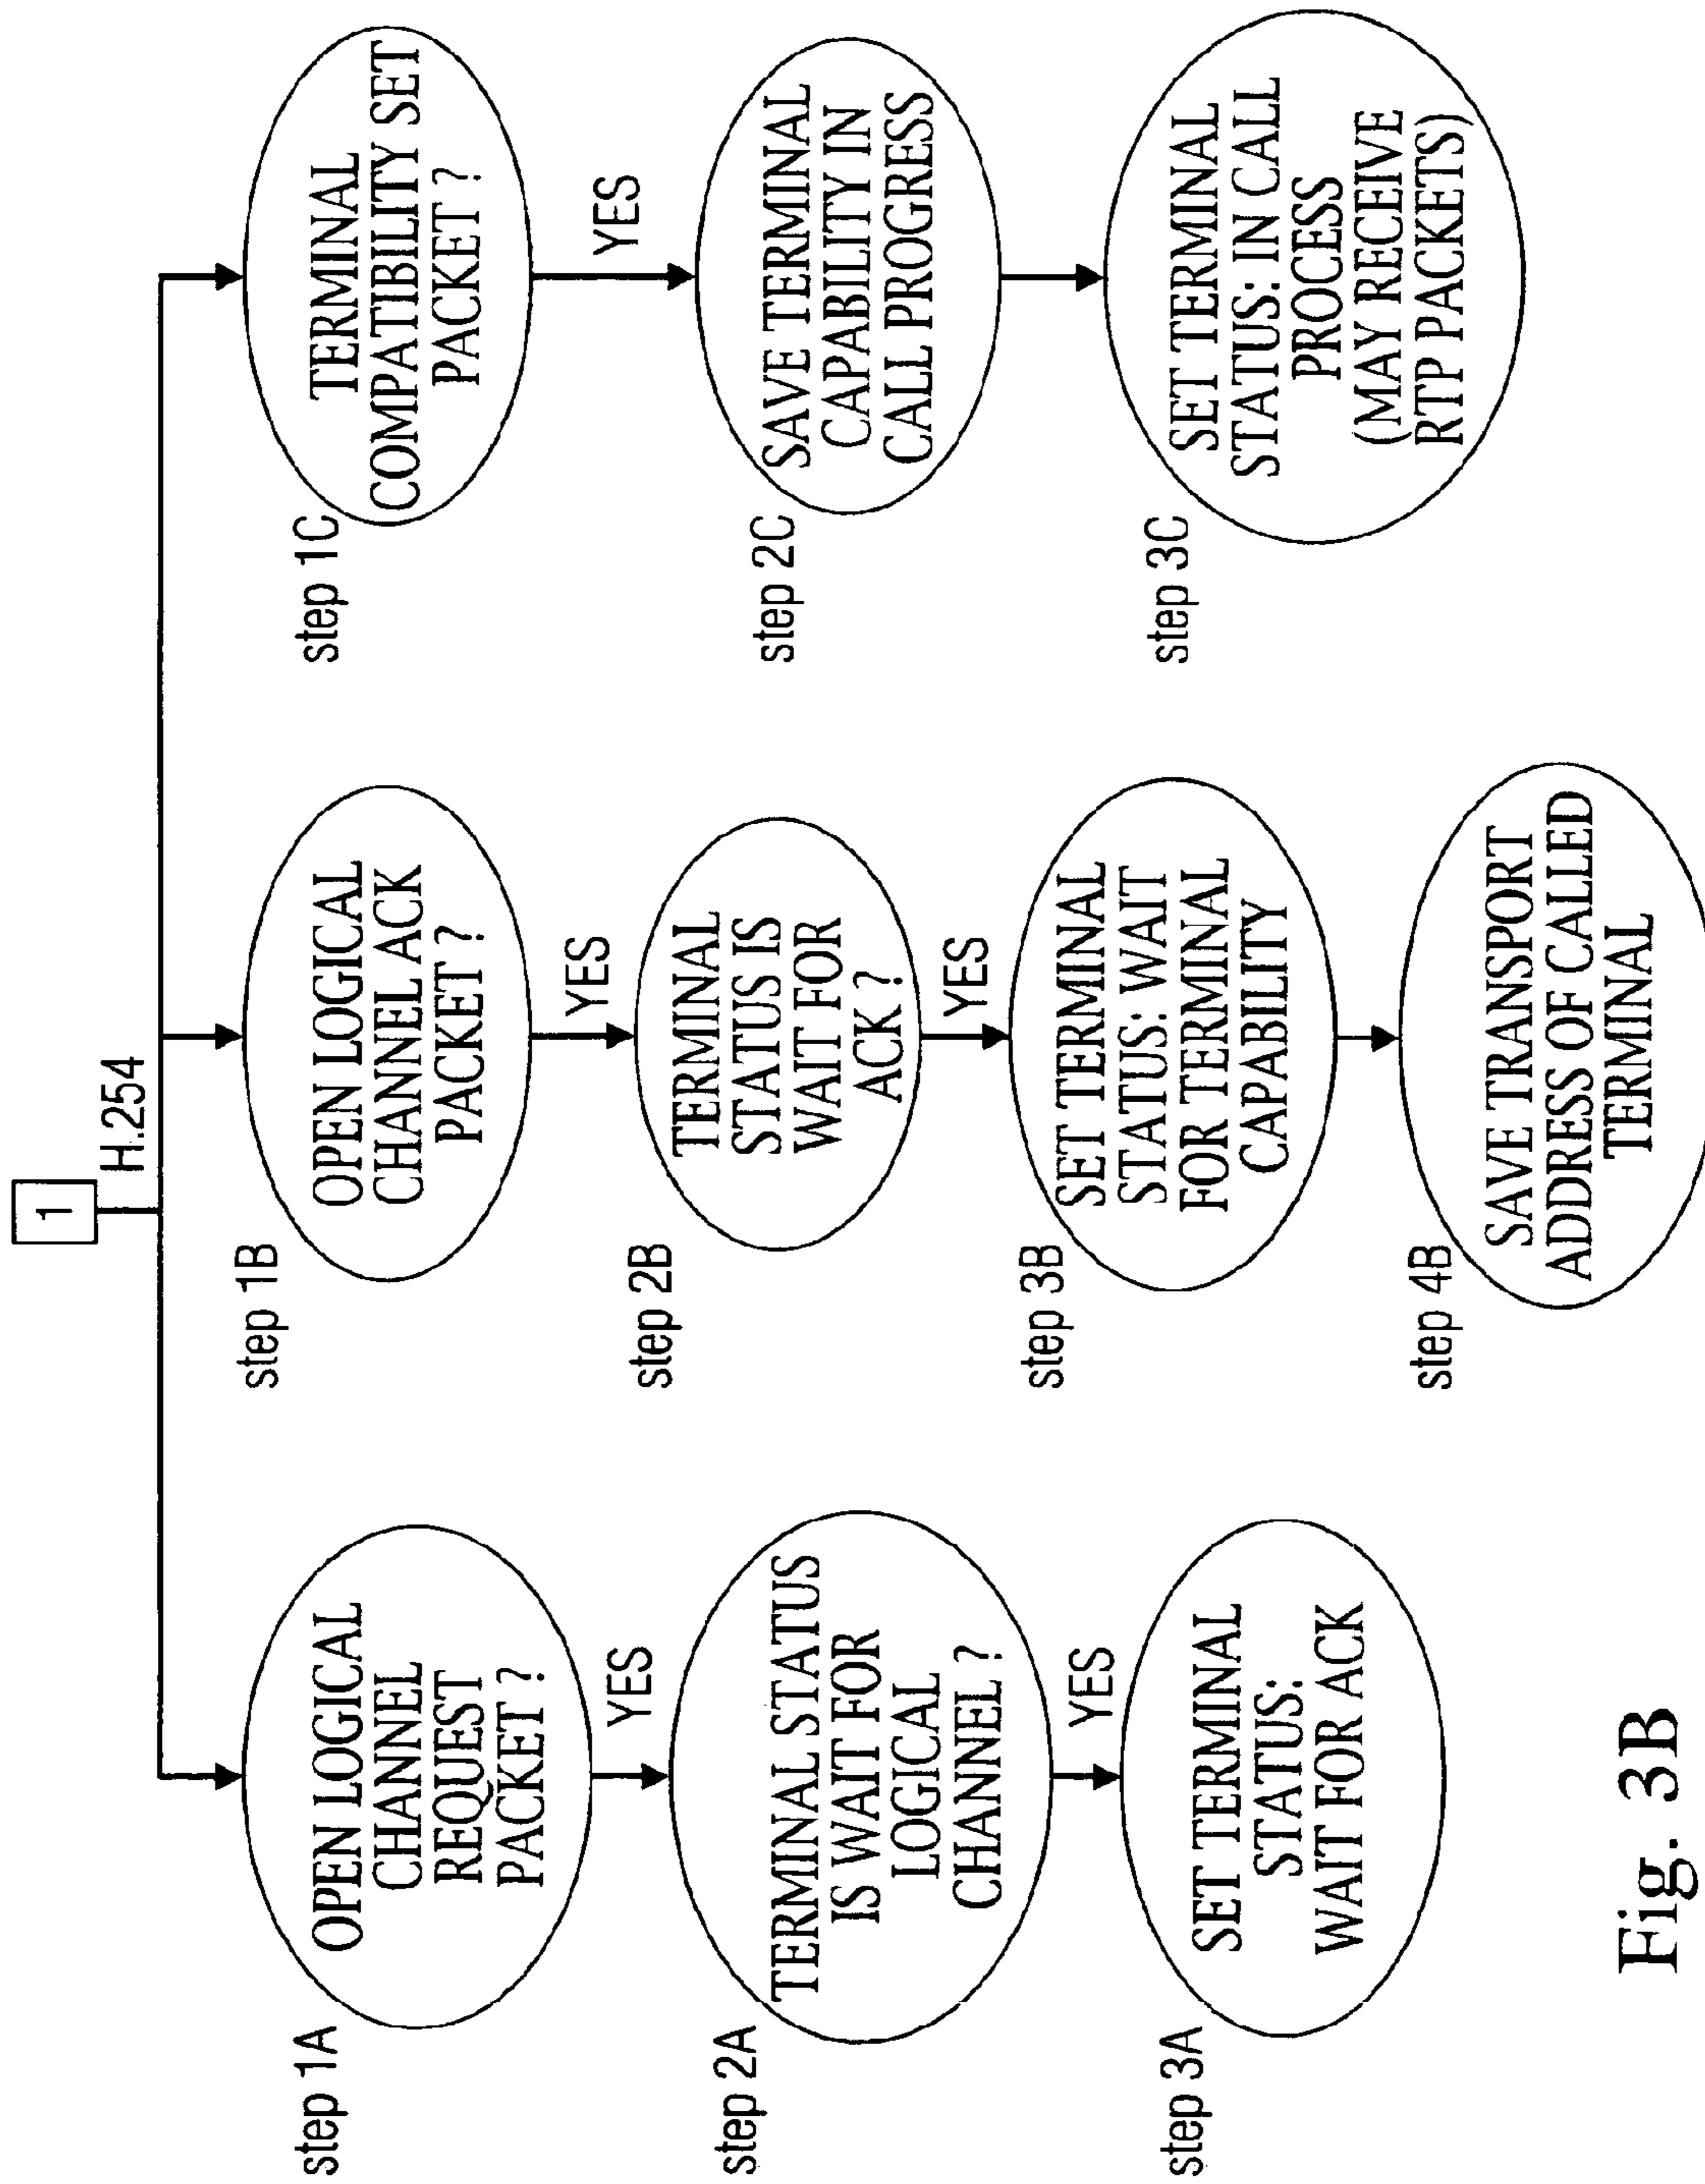 1
H.254
step 1A
OPEN LOGICAL
CHANNEL
REQUEST
PACKET ?
YES
step 2A
TERMINAL STATUS
IS WAIT FOR
LOGICAL
CHANNEL ?
YES
step 3A
SET TERMINAL
STATUS:
WAIT FOR ACK
step 1B
OPEN LOGICAL
CHANNEL ACK
PACKET ?
YES
step 2B
TERMINAL
STATUS IS
WAIT FOR
ACK ?
YES
step 3B
SET TERMINAL
STATUS: WAIT
FOR TERMINAL
CAPABILITY
step 4B
SAVE TRANSPORT
ADDRESS OF CALLED
TERMINAL
step 1C
TERMINAL
COMPATIBILITY SET
PACKET ?
YES
step 2C
SAVE TERMINAL
CAPABILITY IN
CALL PROGRESS
step 3C
SET TERMINAL
STATUS: IN CALL
PROCESS
(MAY RECEIVE
RTP PACKETS)
Fig. 3B